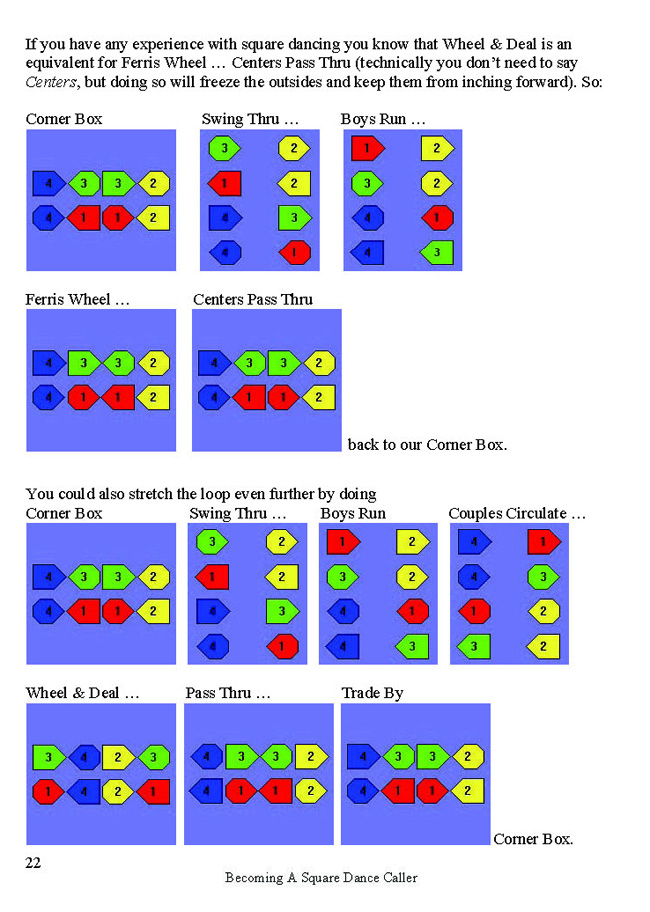 If you have any experience with square dancing you know that Wheel & Deal is an
equivalent for Ferris Wheel … Centers Pass Thru (technically you don't need to say
Centers, but doing so will freeze the outsides and keep them from inching forward). So:
Corner Box Swing Thru … Boys Run …
3 2 1 2
4 3 3 2 1 2 3 2
4 1 1 2 4 3 4 1
4 1 4 3
Ferris Wheel … Centers Pass Thru
4 3 3 2 4 3 3 2
4 1 1 2 4 1 1 2
back to our Corner Box.
You could also stretch the loop even further by doing
Corner Box Swing Thru … Boys Run Couples Circulate …
3 2 1 2 4 1
4 3 3 2 1 2 3 2 4 3
4 1 1 2 4 3 4 1 1 2
4 1 4 3 3 2
Wheel & Deal … Pass Thru … Trade By
3 4 2 3 4 3 3 2 4 3 3 2
1 4 2 1 4 1 1 2 4 1 1 2
Corner Box.
22
Becoming A Square Dance Caller